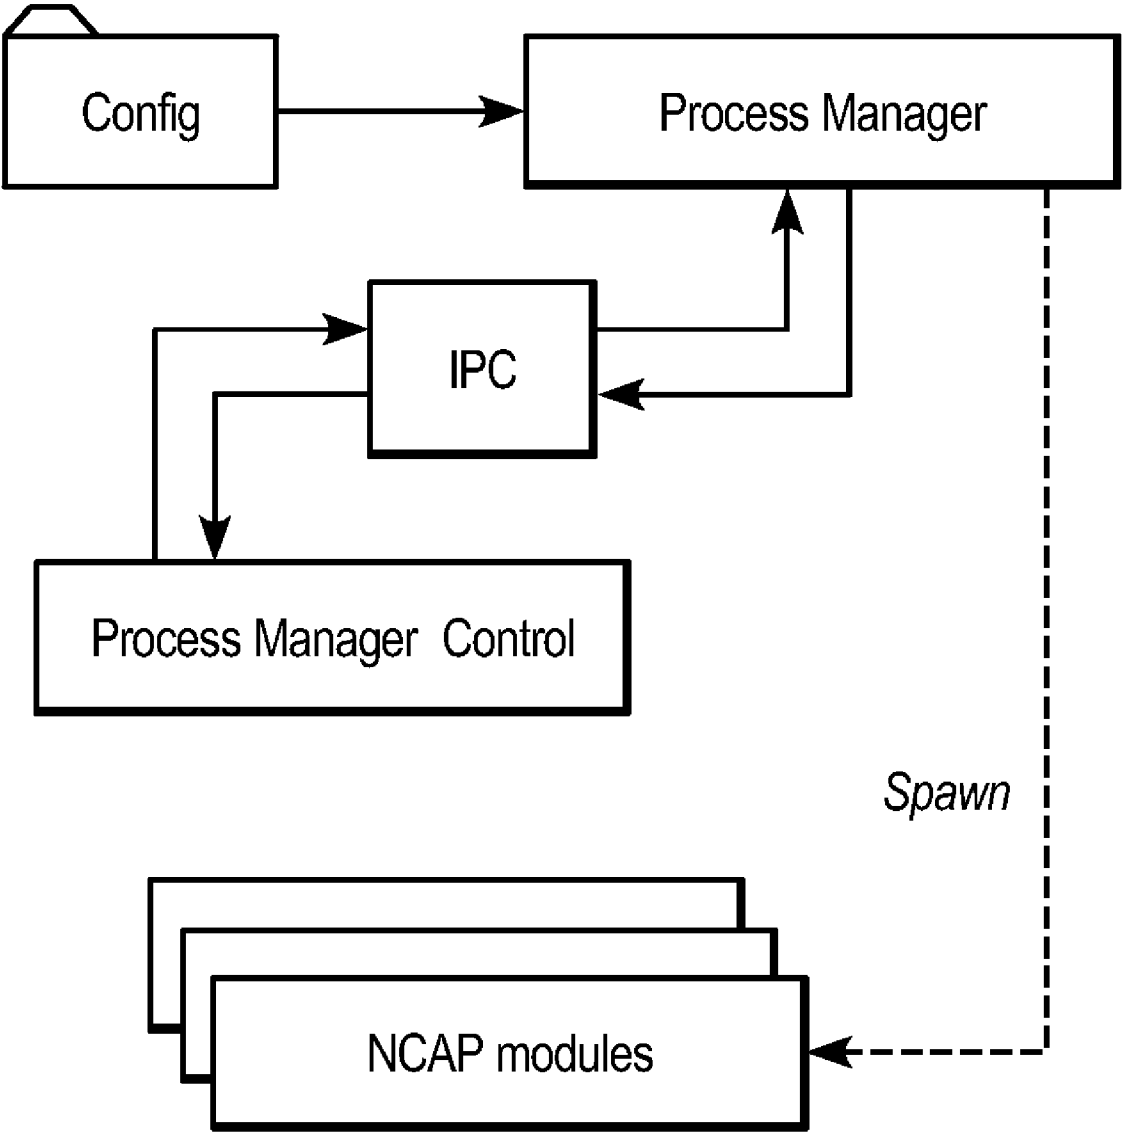 Config
Process Manager
IPC
Process Manager Control
Spawn
NCAP modules